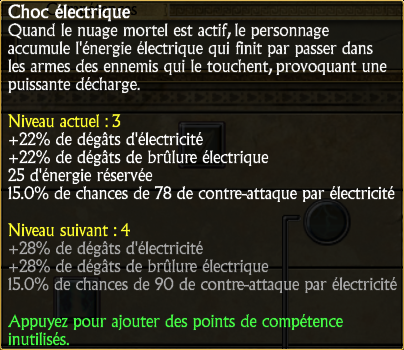 Choc électrique
Quand le nuage mortel est actif, le personnage
accumule l'énergie électrique qui finit par passer dans
les armes des ennemis qui le touchent, provoquant une
puissante décharge.
Niveau actuel : 3
+22% de dégâts d'électricité
+22% de dégâts de brûlure électrique
25 d'énergie réservée
15.0% de chances de 78 de contre-attaque par électricité
Niveau suivant : 4
+28% de dégâts d'électricité
+28% de dégâts de brûlure électrique
15.0% de chances de 90 de contre-attaque par électricité
Appuyez pour ajouter des points de compétence
inutilisés.